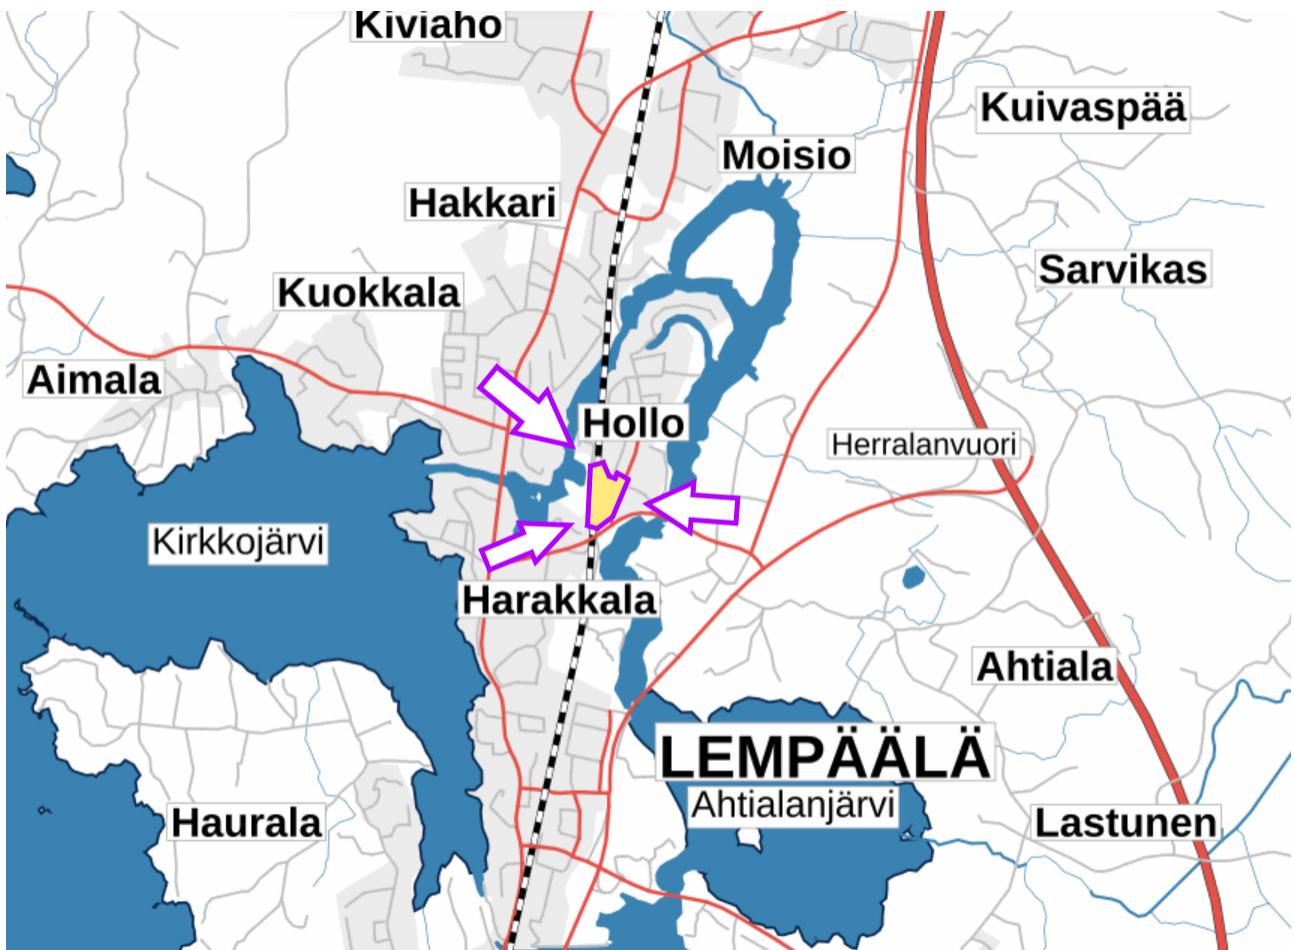 Kiviaho
Kuivaspää
Moisio
Hakkari
Sarvikas
Kuokkala
Aimala
Hollo
Herralanvuori
Kirkkojärvi
Harakkala
Ahtiala
LEMPÄÄLÄ
Ahtialanjärvi
Haurala
Lastunen